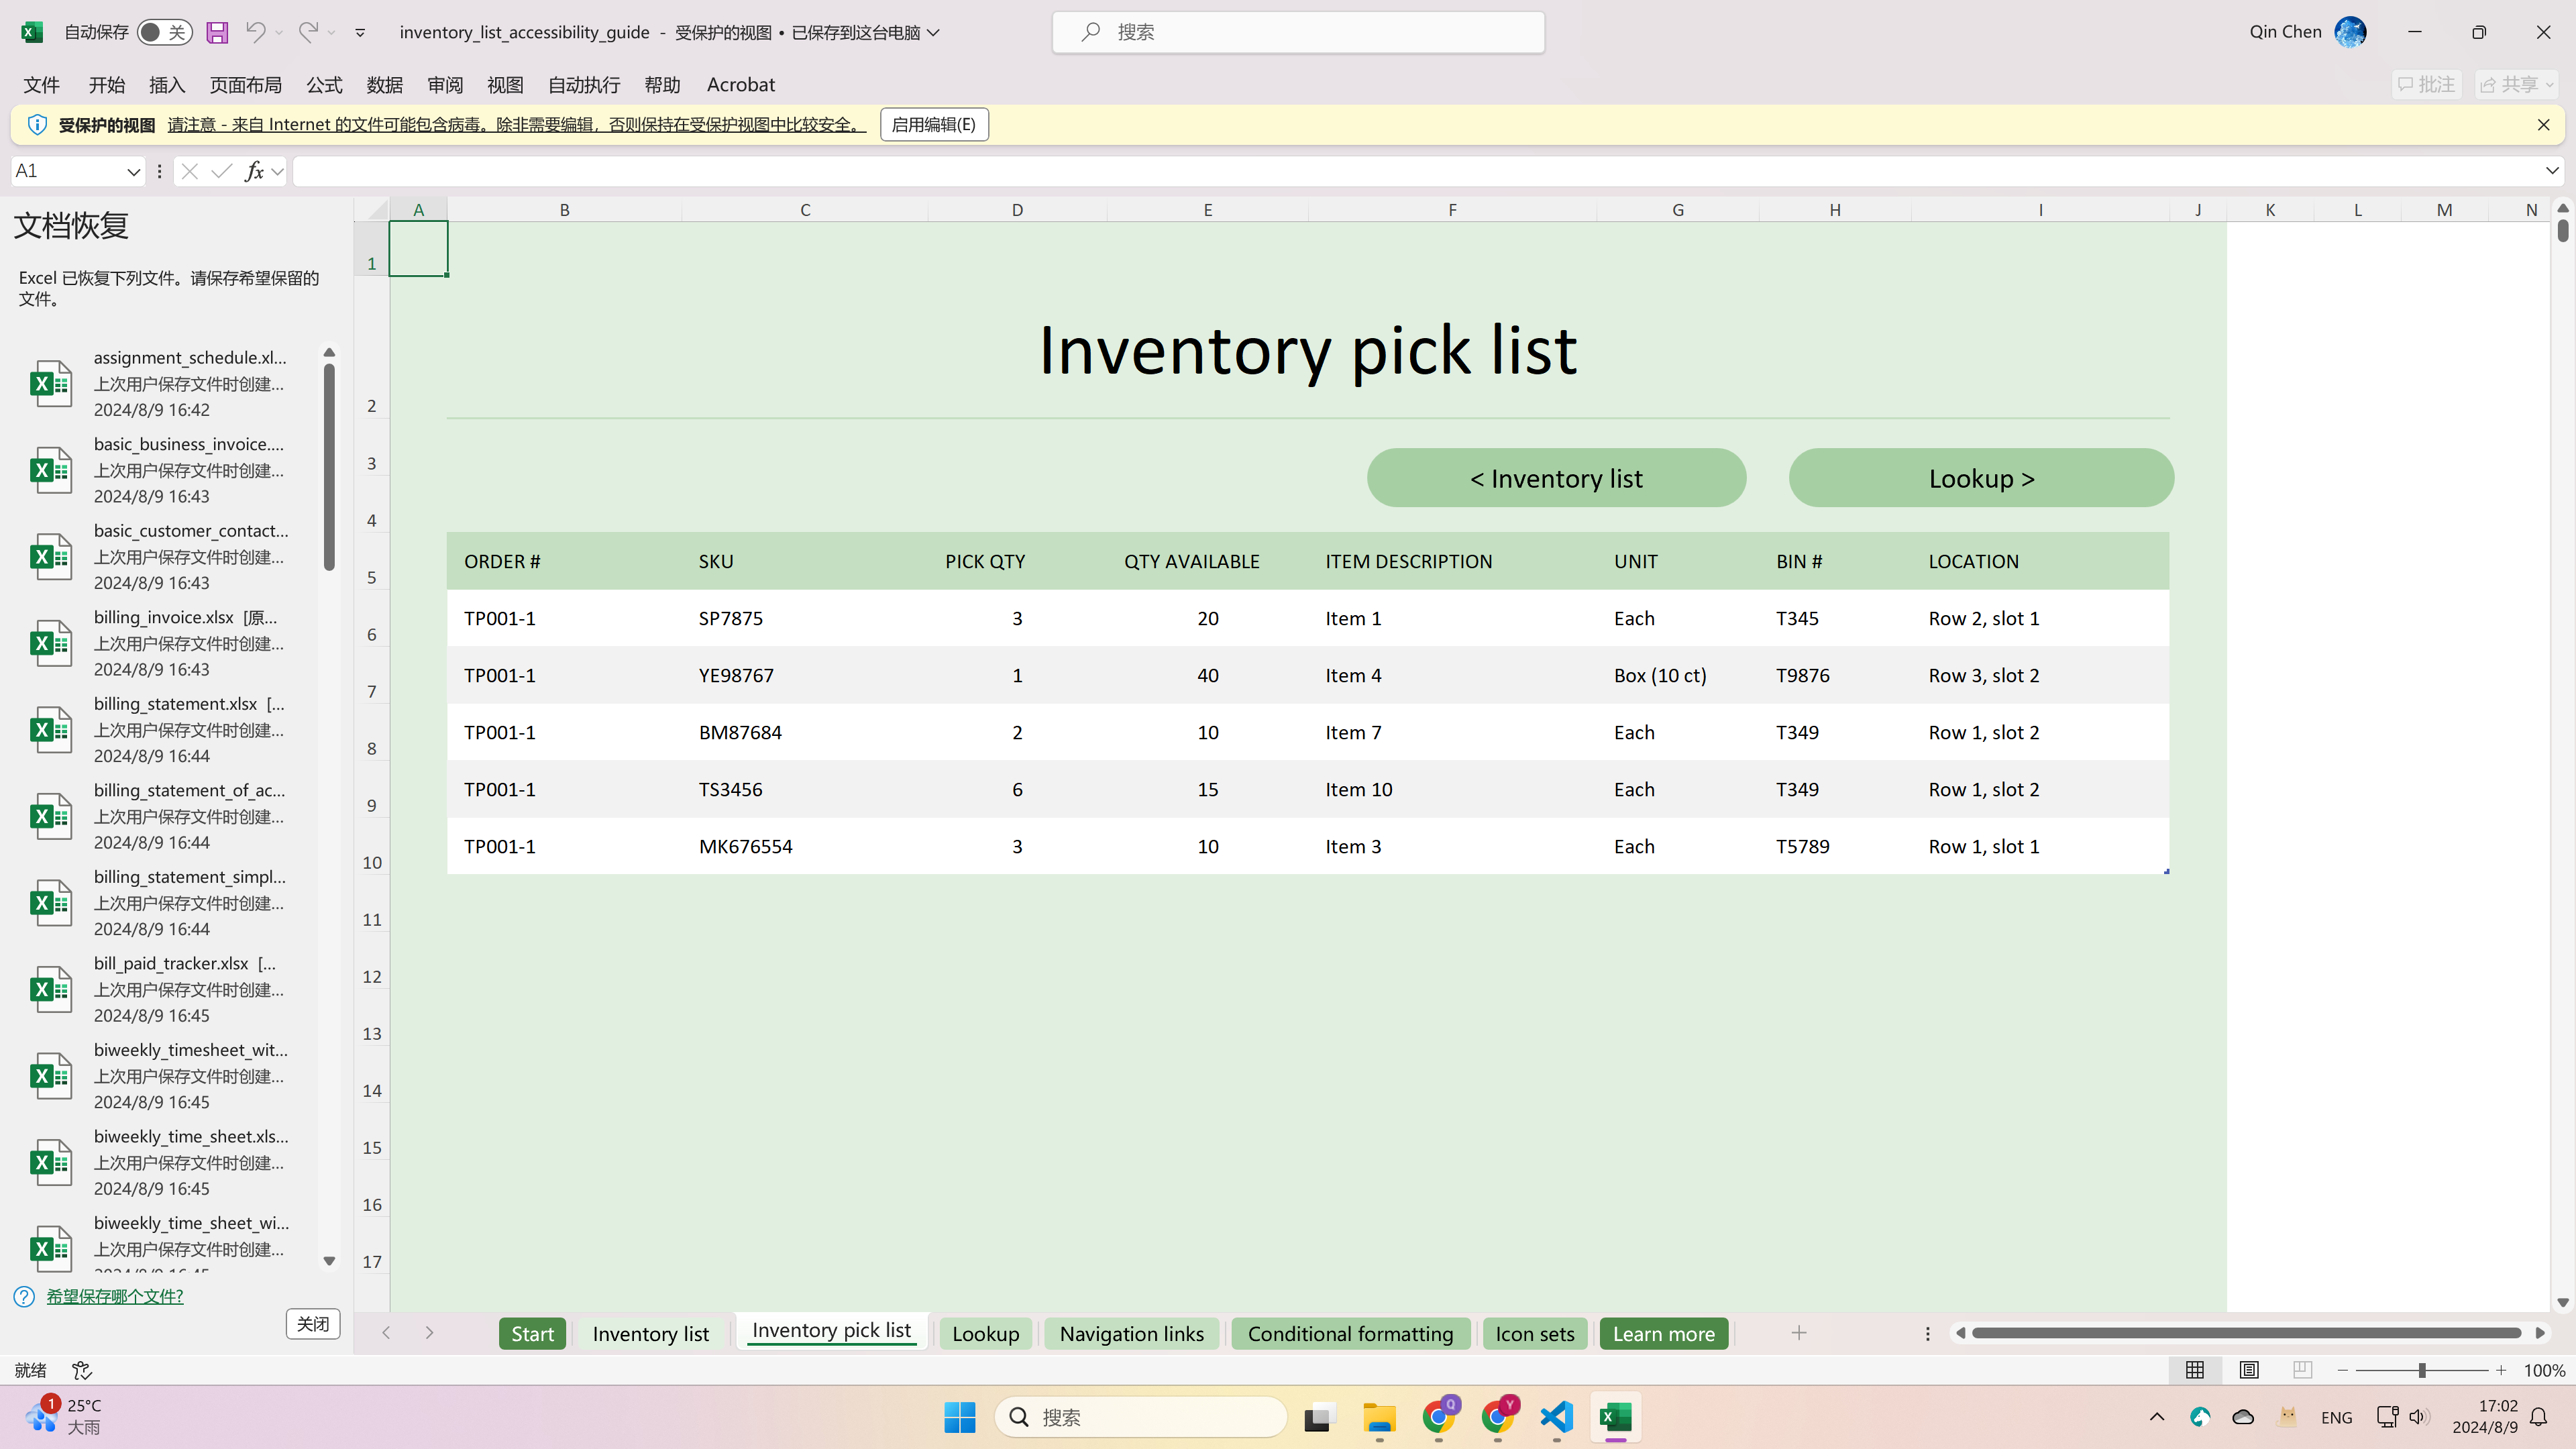 自动保存 关 inventory_list_accessibility_guide - 受保护的视图 • 已保存到这台电脑 搜索 Qin Chen
文件 开始 插入 页面布局 公式 数据 审阅 视图 自动执行 帮助 Acrobat 批注 共享
受保护的视图 请注意 - 来自 Internet 的文件可能包含病毒。除非需要编辑，否则保持在受保护视图中比较安全。 启用编辑(E)
A1 fx
文档恢复
Excel 已恢复下列文件。请保存希望保留的
文件。
assignment_schedule.xl...
上次用户保存文件时创建...
2024/8/9 16:42
basic_business_invoice....
上次用户保存文件时创建...
2024/8/9 16:43
basic_customer_contact...
上次用户保存文件时创建...
2024/8/9 16:43
billing_invoice.xlsx [原...
上次用户保存文件时创建...
2024/8/9 16:43
billing_statement.xlsx [...
上次用户保存文件时创建...
2024/8/9 16:44
billing_statement_of_ac...
上次用户保存文件时创建...
2024/8/9 16:44
billing_statement_simpl...
上次用户保存文件时创建...
2024/8/9 16:44
bill_paid_tracker.xlsx [...
上次用户保存文件时创建...
2024/8/9 16:45
biweekly_timesheet_wit...
上次用户保存文件时创建...
2024/8/9 16:45
biweekly_time_sheet.xls...
上次用户保存文件时创建...
2024/8/9 16:45
biweekly_time_sheet_wi...
上次用户保存文件时创建...
2024/8/9 16:45
希望保存哪个文件?
关闭
A B C D E F G H I J K L M N
1
2
3
4
5
6
7
8
9
10
11
12
13
14
15
16
17
Inventory pick list
< Inventory list Lookup >
ORDER # SKU PICK QTY QTY AVAILABLE ITEM DESCRIPTION UNIT BIN # LOCATION
TP001-1 SP7875 3 20 Item 1 Each T345 Row 2, slot 1
TP001-1 YE98767 1 40 Item 4 Box (10 ct) T9876 Row 3, slot 2
TP001-1 BM87684 2 10 Item 7 Each T349 Row 1, slot 2
TP001-1 TS3456 6 15 Item 10 Each T349 Row 1, slot 2
TP001-1 MK676554 3 10 Item 3 Each T5789 Row 1, slot 1
Start Inventory list Inventory pick list Lookup Navigation links Conditional formatting Icon sets Learn more
就绪 100%
1 25°C
大雨
搜索 Q Y ENG
17:02
2024/8/9